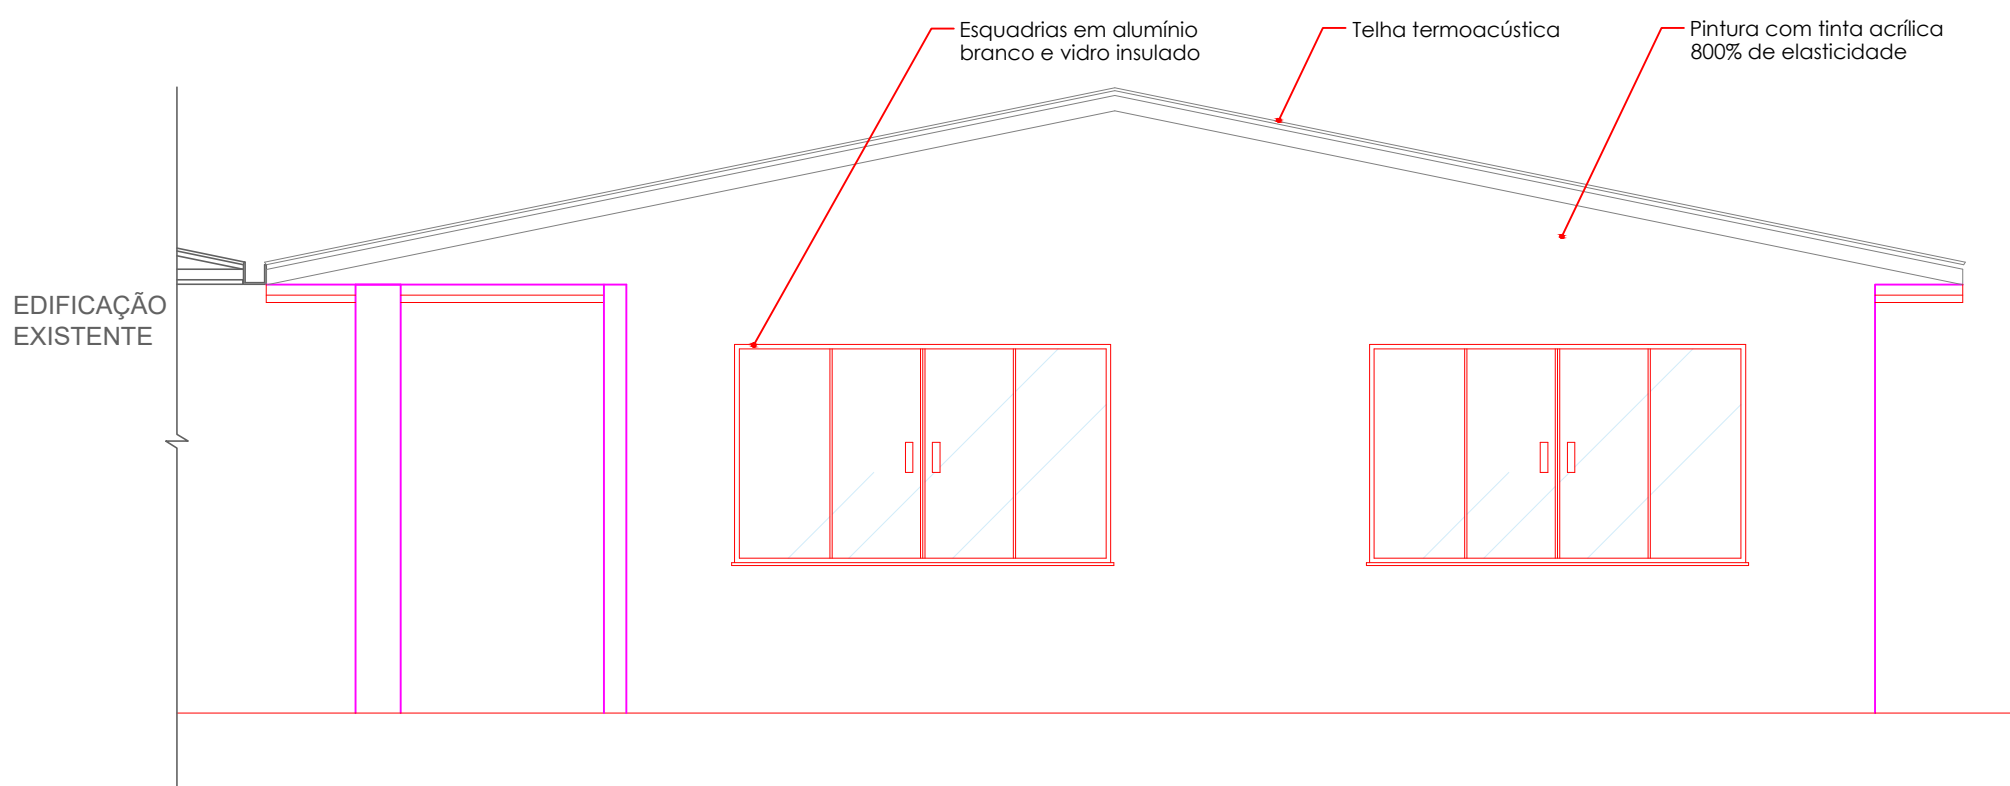 Esquadrias em alumínio
branco e vidro insulado
Telha termoacústica
Pintura com tinta acrílica
800% de elasticidade
EDIFICAÇÃO
EXISTENTE